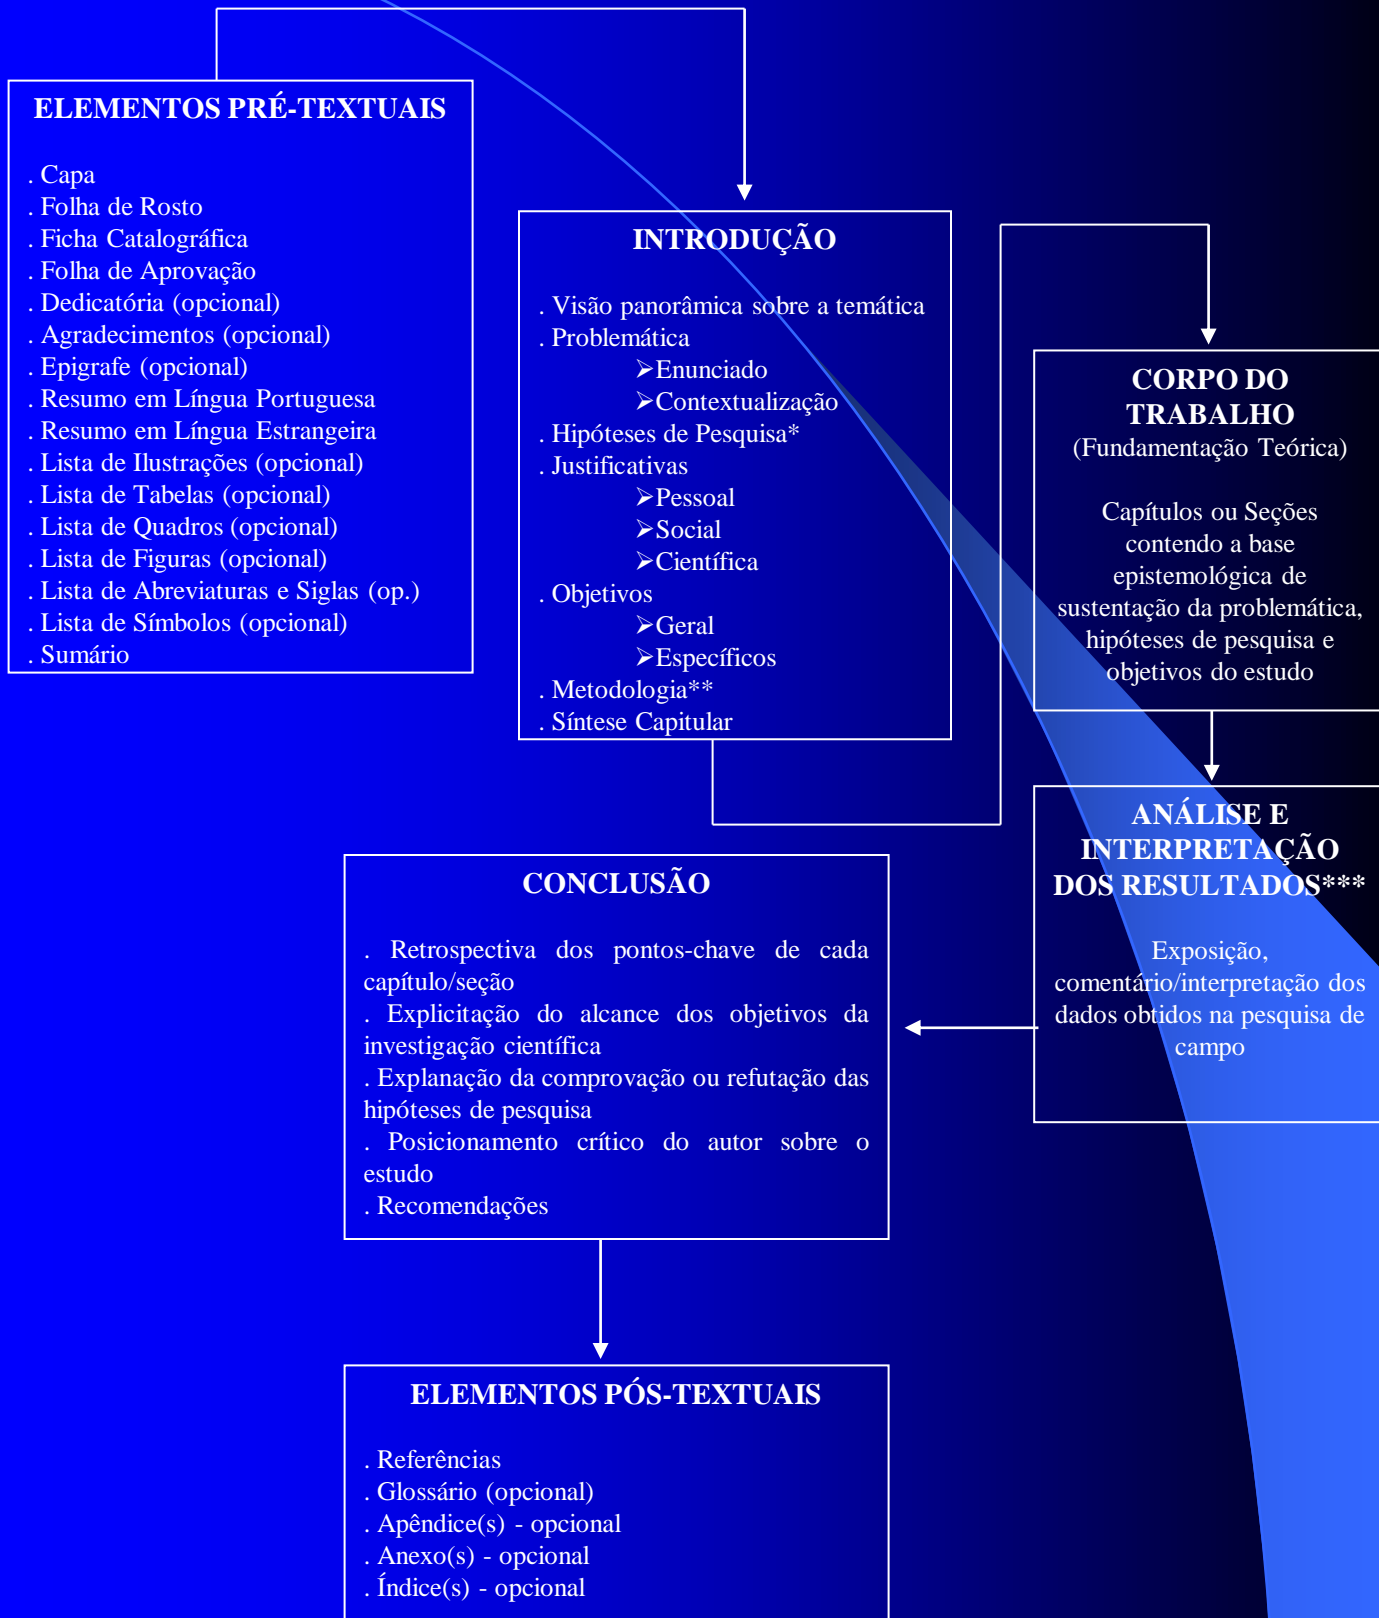 ELEMENTOS PRÉ-TEXTUAIS
. Capa
. Folha de Rosto
. Ficha Catalográfica
. Folha de Aprovação
. Dedicatória (opcional)
. Agradecimentos (opcional)
. Epigrafe (opcional)
. Resumo em Língua Portuguesa
. Resumo em Língua Estrangeira
. Lista de Ilustrações (opcional)
. Lista de Tabelas (opcional)
. Lista de Quadros (opcional)
. Lista de Figuras (opcional)
. Lista de Abreviaturas e Siglas (op.)
. Lista de Símbolos (opcional)
. Sumário
INTRODUÇÃO
. Visão panorâmica sobre a temática
. Problemática
➢Enunciado
➢Contextualização
. Hipóteses de Pesquisa*
. Justificativas
➢Pessoal
➢Social
➢Científica
. Objetivos
➢Geral
➢Específicos
. Metodologia**
. Síntese Capitular
CORPO DO
TRABALHO
(Fundamentação Teórica)
Capítulos ou Seções
contendo a base
epistemológica de
sustentação da problemática,
hipóteses de pesquisa e
objetivos do estudo
ANÁLISE E
INTERPRETAÇÃO
DOS RESULTADOS***
Exposição,
comentário/interpretação dos
dados obtidos na pesquisa de
campo
CONCLUSÃO
. Retrospectiva dos pontos-chave de cada
capítulo/seção
. Explicitação do alcance dos objetivos da
investigação científica
. Explanação da comprovação ou refutação das
hipóteses de pesquisa
. Posicionamento crítico do autor sobre o
estudo
. Recomendações
ELEMENTOS PÓS-TEXTUAIS
. Referências
. Glossário (opcional)
. Apêndice(s) - opcional
. Anexo(s) - opcional
. Índice(s) - opcional